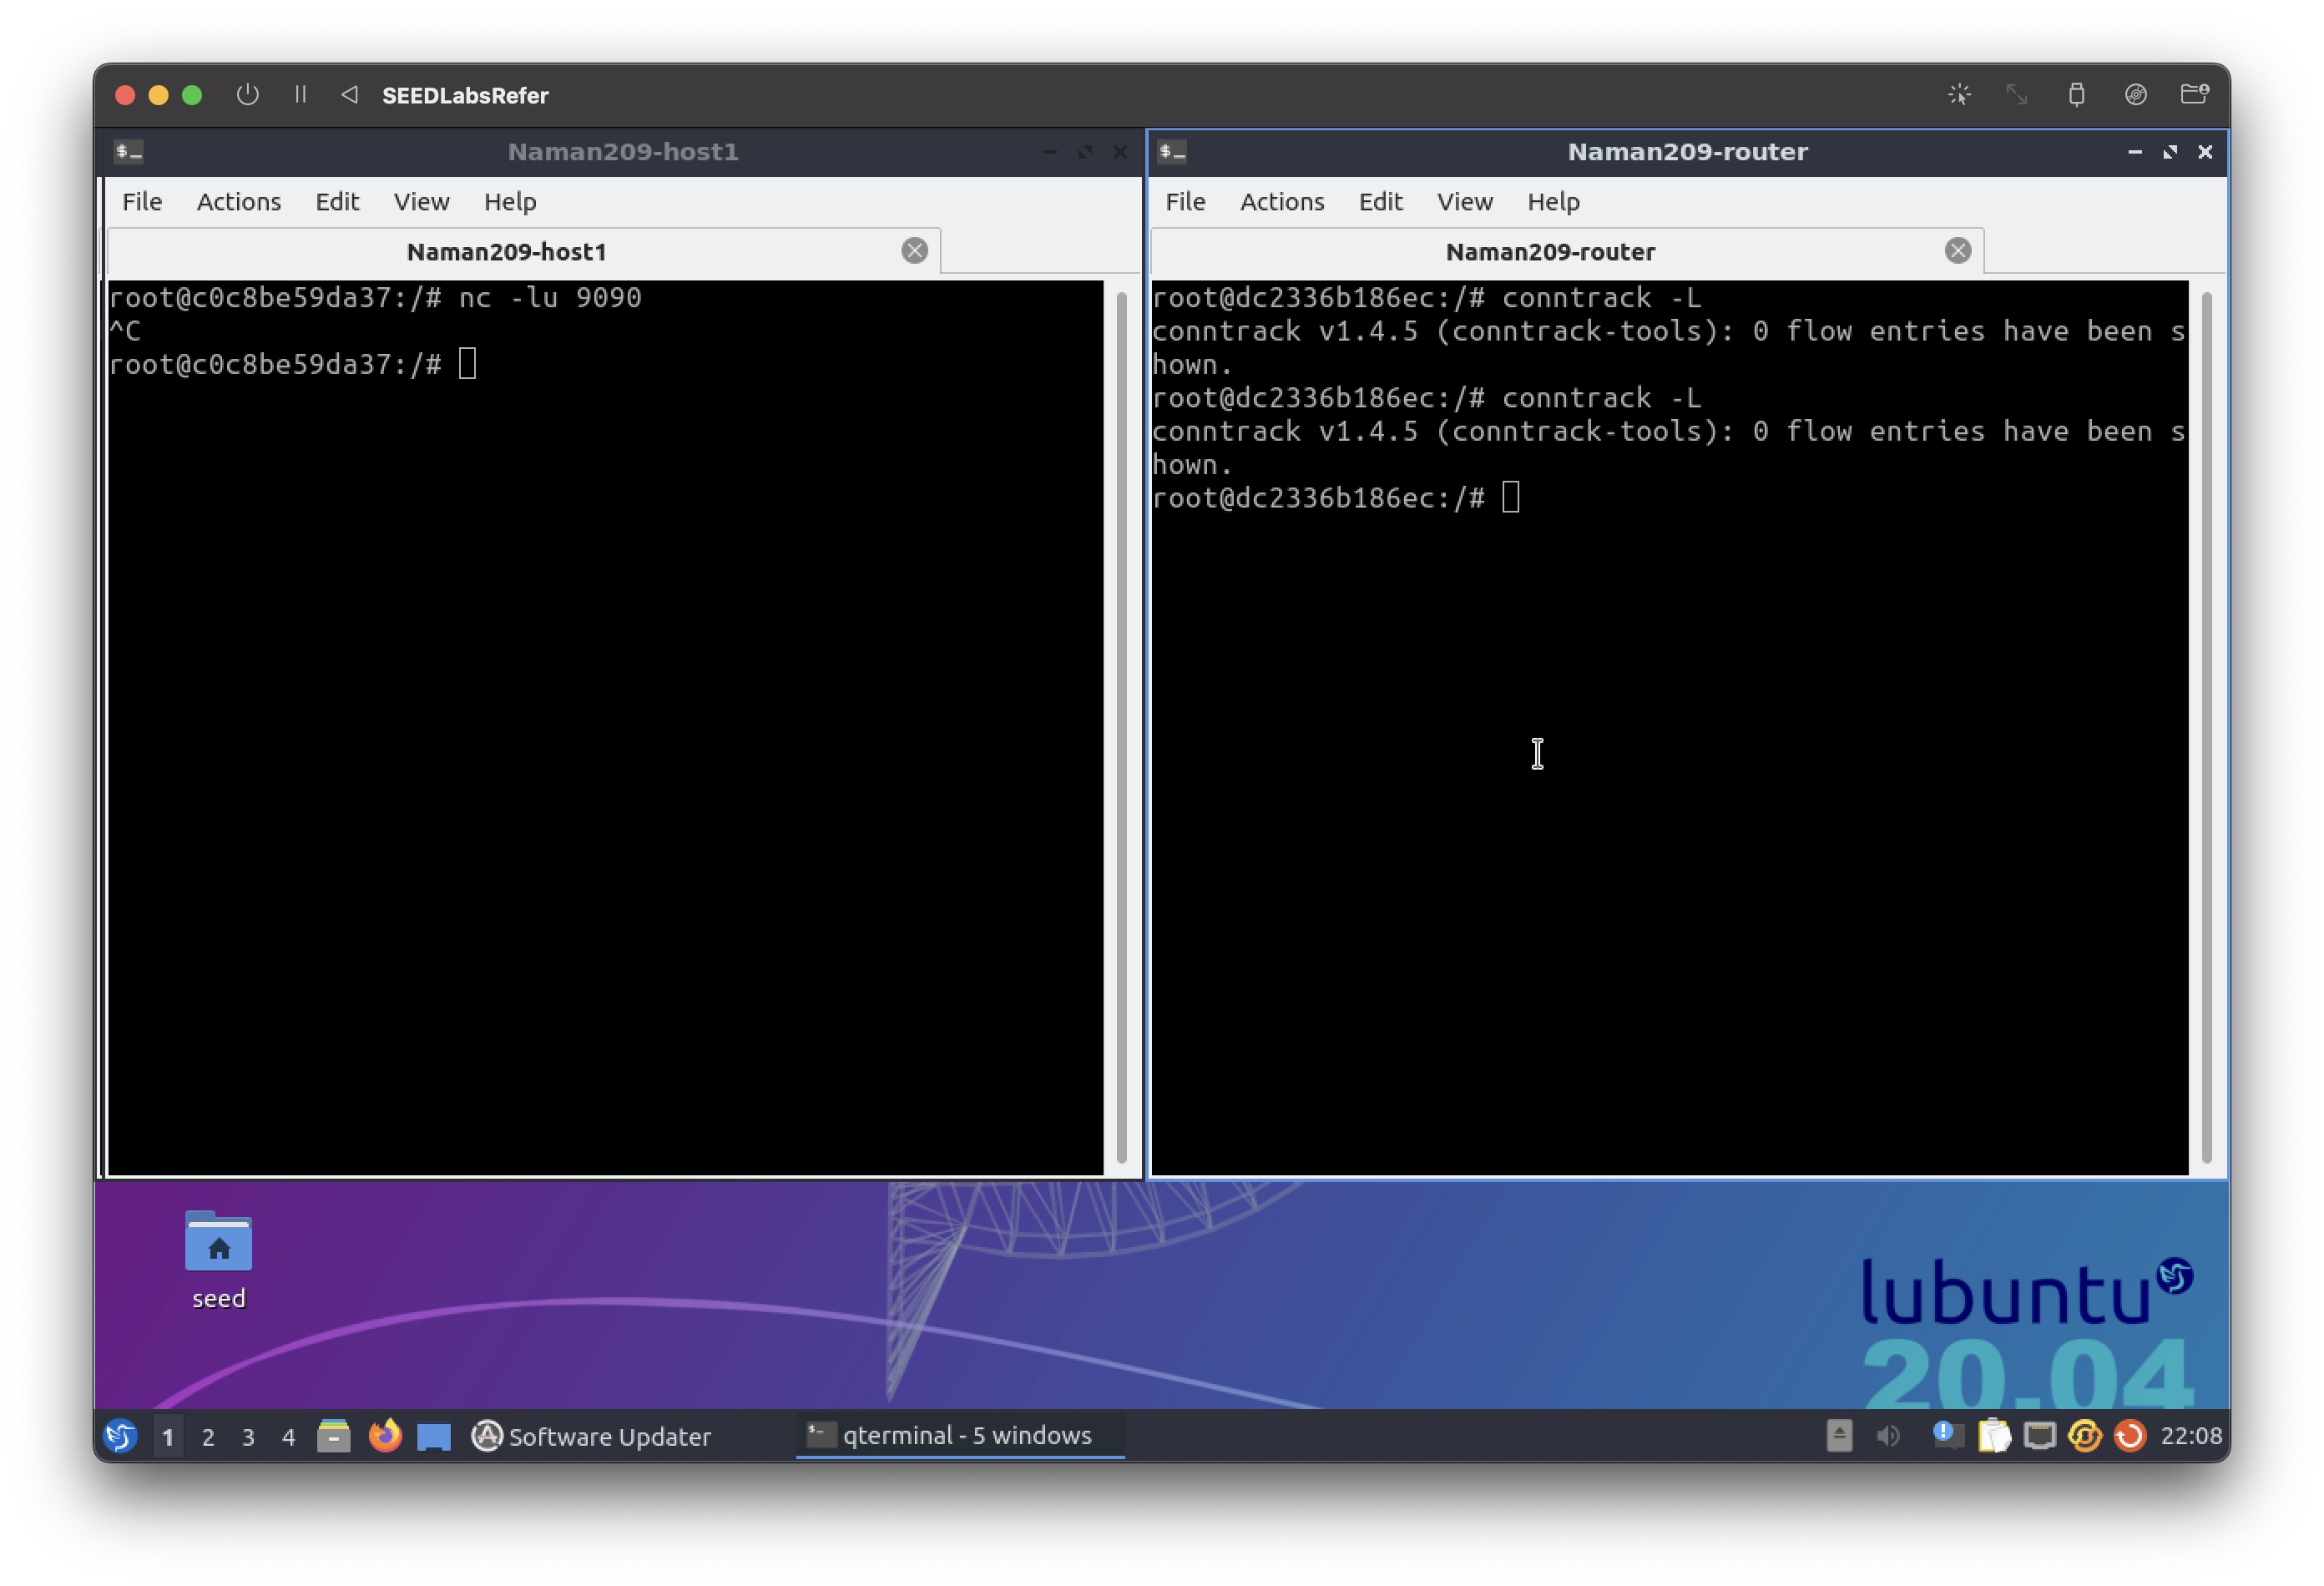 SEEDLabsRefer
Naman209-host1
File Actions Edit View Help
Naman209-host1
root@c0c8be59da37:/# nc -lu 9090
^C
root@c0c8be59da37:/#
Naman209-router
File Actions Edit View Help
Naman209-router
root@dc2336b186ec:/# conntrack -L
conntrack v1.4.5 (conntrack-tools): 0 flow entries have been s
hown.
root@dc2336b186ec:/# conntrack -L
conntrack v1.4.5 (conntrack-tools): 0 flow entries have been s
hown.
root@dc2336b186ec:/#
seed
lubuntu
20.04
1 2 3 4 Software Updater qterminal - 5 windows 22:08